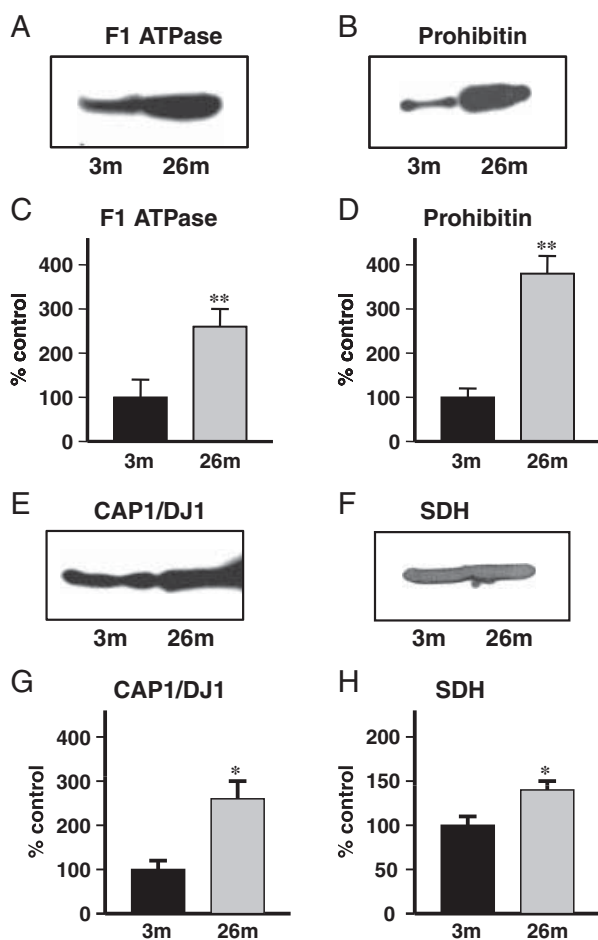 A
F1 ATPase
3m 26m
B
Prohibitin
3m 26m
C
F1 ATPase
% control
400
300
200
100
0
**
3m 26m
D
Prohibitin
% control
400
300
200
100
0
**
3m 26m
E
CAP1/DJ1
3m 26m
F
SDH
3m 26m
G
CAP1/DJ1
% control
400
300
200
100
0
*
3m 26m
H
SDH
% control
200
150
100
50
0
*
3m 26m